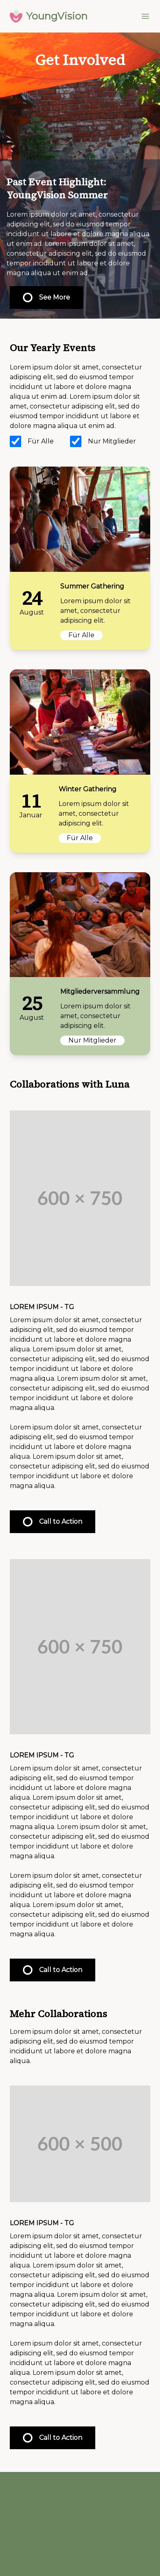 YoungVision
Get Involved
Past Event Highlight:
YoungVision Sommer
Lorem ipsum dolor sit amet, consectetur
adipiscing elit, sed do eiusmod tempor
incididunt ut labore et dolore magna aliqua
ut enim ad. Lorem ipsum dolor sit amet,
consectetur adipiscing elit, sed do eiusmod
tempor incididunt ut labore et dolore
magna aliqua ut enim ad.
See More
Our Yearly Events
Lorem ipsum dolor sit amet, consectetur
adipiscing elit, sed do eiusmod tempor
incididunt ut labore et dolore magna
aliqua ut enim ad. Lorem ipsum dolor sit
amet, consectetur adipiscing elit, sed do
eiusmod tempor incididunt ut labore et
dolore magna aliqua ut enim ad.
Für Alle
Nur Mitglieder
24
August
Summer Gathering
Lorem ipsum dolor sit
amet, consectetur
adipiscing elit.
Für Alle
11
Januar
Winter Gathering
Lorem ipsum dolor sit
amet, consectetur
adipiscing elit.
Für Alle
25
August
Mitgliederversammlung
Lorem ipsum dolor sit
amet, consectetur
adipiscing elit.
Nur Mitglieder
Collaborations with Luna
600 × 750
LOREM IPSUM - TG
Lorem ipsum dolor sit amet, consectetur
adipiscing elit, sed do eiusmod tempor
incididunt ut labore et dolore magna
aliqua. Lorem ipsum dolor sit amet,
consectetur adipiscing elit, sed do eiusmod
tempor incididunt ut labore et dolore
magna aliqua. Lorem ipsum dolor sit amet,
consectetur adipiscing elit, sed do eiusmod
tempor incididunt ut labore et dolore
magna aliqua.
Lorem ipsum dolor sit amet, consectetur
adipiscing elit, sed do eiusmod tempor
incididunt ut labore et dolore magna
aliqua. Lorem ipsum dolor sit amet,
consectetur adipiscing elit, sed do eiusmod
tempor incididunt ut labore et dolore
magna aliqua.
Call to Action
600 × 750
LOREM IPSUM - TG
Lorem ipsum dolor sit amet, consectetur
adipiscing elit, sed do eiusmod tempor
incididunt ut labore et dolore magna
aliqua. Lorem ipsum dolor sit amet,
consectetur adipiscing elit, sed do eiusmod
tempor incididunt ut labore et dolore
magna aliqua. Lorem ipsum dolor sit amet,
consectetur adipiscing elit, sed do eiusmod
tempor incididunt ut labore et dolore
magna aliqua.
Lorem ipsum dolor sit amet, consectetur
adipiscing elit, sed do eiusmod tempor
incididunt ut labore et dolore magna
aliqua. Lorem ipsum dolor sit amet,
consectetur adipiscing elit, sed do eiusmod
tempor incididunt ut labore et dolore
magna aliqua.
Call to Action
Mehr Collaborations
Lorem ipsum dolor sit amet, consectetur
adipiscing elit, sed do eiusmod tempor
incididunt ut labore et dolore magna
aliqua.
600 × 500
LOREM IPSUM - TG
Lorem ipsum dolor sit amet, consectetur
adipiscing elit, sed do eiusmod tempor
incididunt ut labore et dolore magna
aliqua. Lorem ipsum dolor sit amet,
consectetur adipiscing elit, sed do eiusmod
tempor incididunt ut labore et dolore
magna aliqua. Lorem ipsum dolor sit amet,
consectetur adipiscing elit, sed do eiusmod
tempor incididunt ut labore et dolore
magna aliqua.
Lorem ipsum dolor sit amet, consectetur
adipiscing elit, sed do eiusmod tempor
incididunt ut labore et dolore magna
aliqua. Lorem ipsum dolor sit amet,
consectetur adipiscing elit, sed do eiusmod
tempor incididunt ut labore et dolore
magna aliqua.
Call to Action